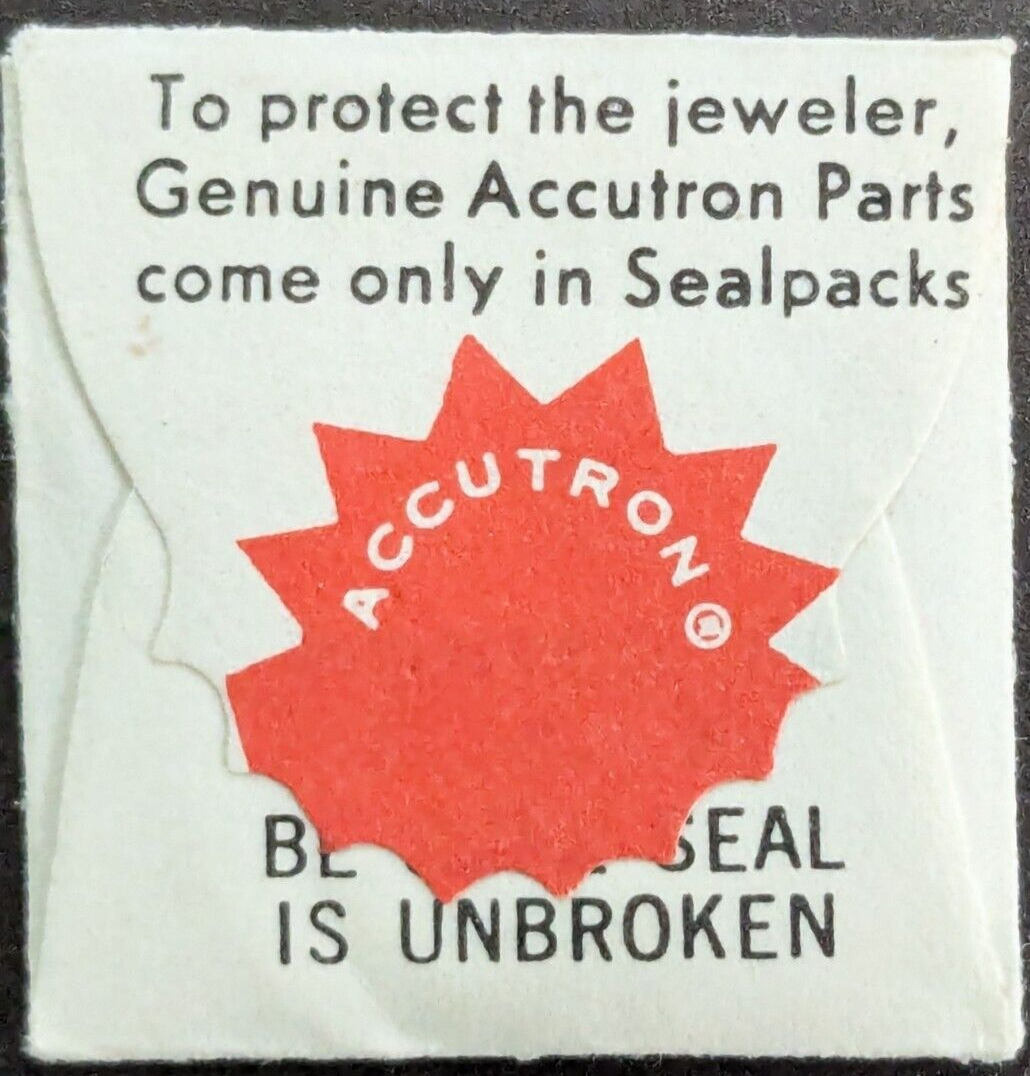 To protect the jeweler,
Genuine Accutron Parts
come only in Sealpacks
ACCUTRON®
SEAL
IS UNBROKEN